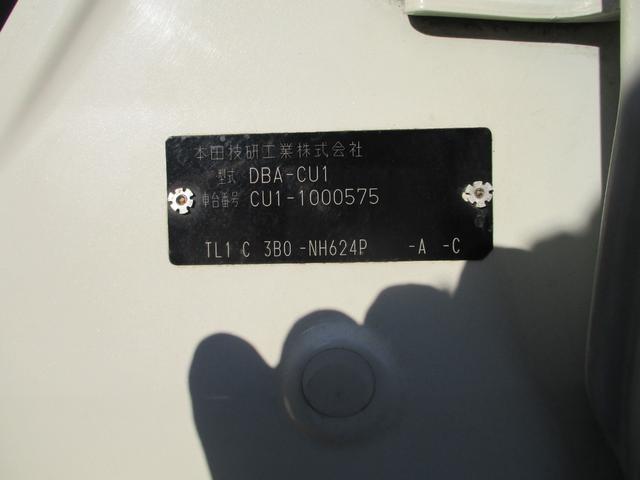 本田技研工業株式会社
型式 DBA-CU1
車台番号 CU1-1000575
TL1 C 3B0 -NH624P -A -C